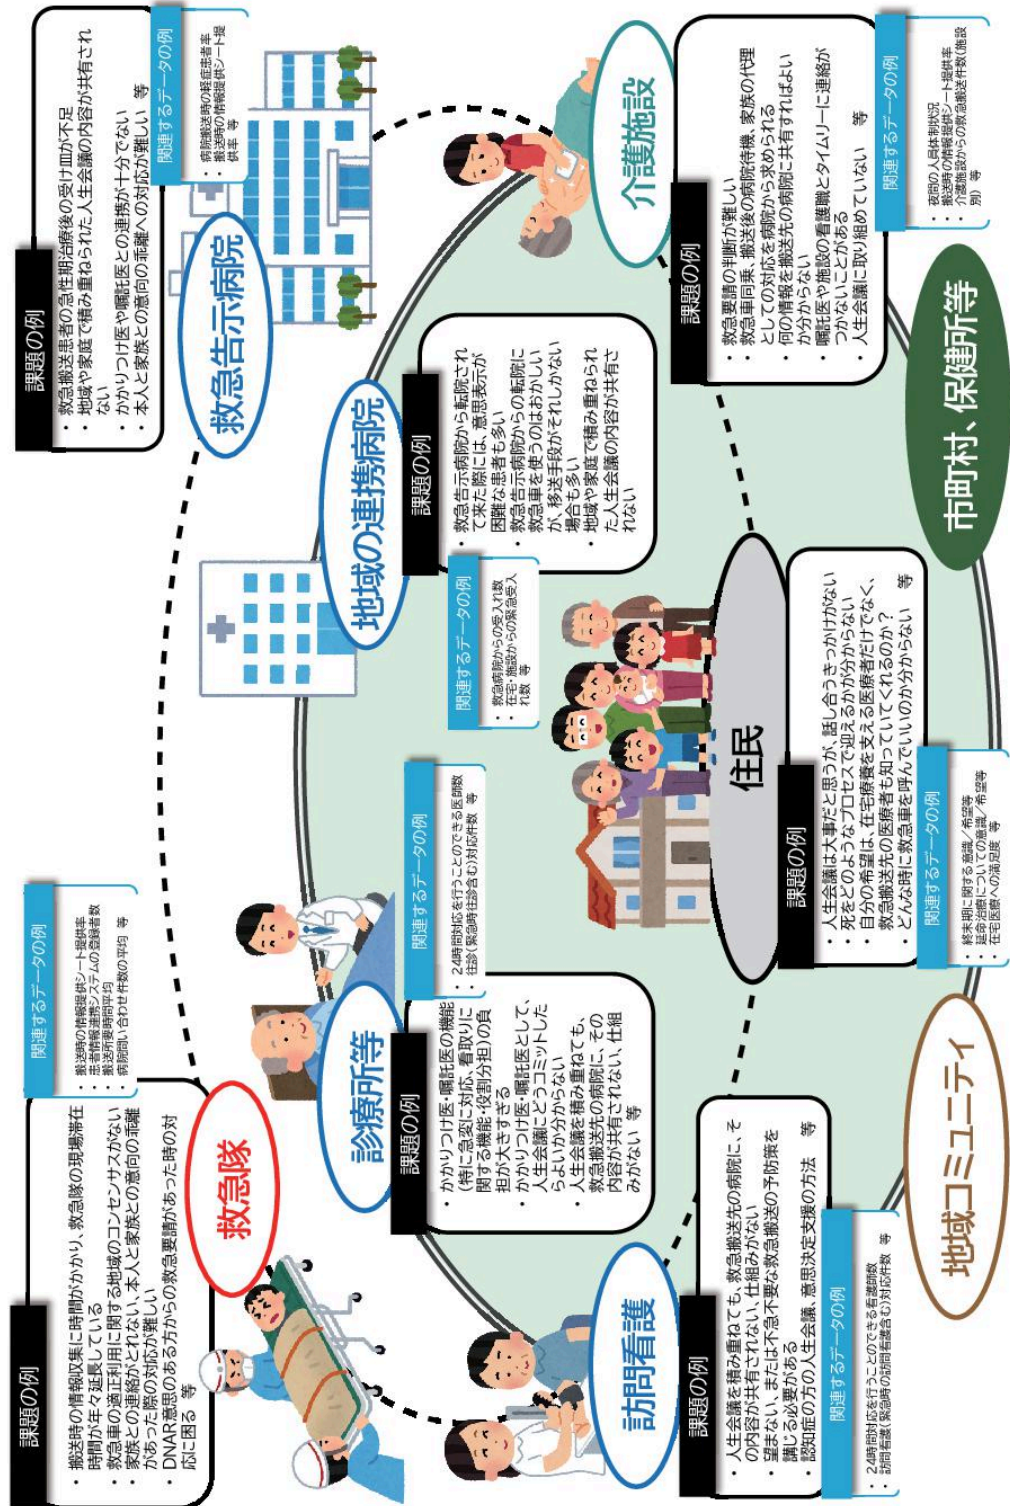 課題の例
・ 搬送時の情報収集に時間がかかり、救急隊の現場滞在
時間が年々延長している
・ 救急車の適正利用に関する地域のコンセンサスがない
・ 家族との連絡がとれない、本人と家族との意向の乖離
があった際の対応が難しい
・ DNAR意思のある方からの救急要請があった時の対
応に困る 等
関連するデータの例
・ 搬送時の情報提供シート提供率
・ 患者情報連携システムの登録者数
・ 搬送所要時間平均
・ 病院問い合わせ件数の平均 等
救急隊
課題の例
・ 救急搬送患者の急性期治療後の受け皿が不足
・ 地域や家庭で積み重ねられた人生会議の内容が共有され
ない
・ かかりつけ医や嘱託医との連携が十分でない
・ 本人と家族との意向の乖離への対応が難しい 等
関連するデータの例
・ 病院搬送時の軽症患者率
・ 搬送時の情報提供シート提
供率 等
救急告示病院
診療所等
課題の例
・ かかりつけ医・嘱託医の機能
(特に急変に対応、看取りに
関する機能・役割分担)の負
担が大きすぎる
・ かかりつけ医・嘱託医として、
人生会議にどうコミットした
らよいか分からない
・ 人生会議を積み重ねても、
救急搬送先の病院に、その
内容が共有されない、仕組
みがない 等
関連するデータの例
・ 24時間対応を行うことのできる医師数
・ 往診(緊急時往診含む)対応件数 等
地域の連携病院
課題の例
・ 救急告示病院から転院され
て来た際には、意思表示が
困難な患者も多い
・ 救急告示病院からの転院に
救急車を使うのはおかしい
が、移送手段がそれしかない
場合も多い
・ 地域や家庭で積み重ねられ
た人生会議の内容が共有さ
れない
関連するデータの例
・ 救急病院からの受入れ数
・ 在宅・施設からの緊急受入
れ数 等
訪問看護
課題の例
・ 人生会議を積み重ねても、救急搬送先の病院に、そ
の内容が共有されない、仕組みがない
・ 望まない、または不急不要な救急搬送の予防策を
講じる必要がある
・ 認知症の方の人生会議、意思決定支援の方法 等
関連するデータの例
・ 24時間対応を行うことのできる看護師数
・ 訪問看護(緊急時の訪問看護含む)対応件数 等
住民
課題の例
・ 人生会議は大事だと思うが、話し合うきっかけがない
・ 死をどのようなプロセスで迎えるかが分からない
・ 自分の希望は、在宅療養を支える医療者だけでなく、
救急搬送先の医療者も知っていてくれるのか？
・ どんな時に救急車を呼んでいいのか分からない 等
関連するデータの例
・ 終末期に関する意識／希望等
・ 延命治療についての意識／希望等
・ 在宅医療への満足度 等
介護施設
課題の例
・ 救急要請の判断が難しい
・ 救急車同乗、搬送後の病院待機、家族の代理
としての対応を病院から求められる
・ 何の情報を搬送先の病院に共有すればよい
か分からない
・ 嘱託医や施設の看護職とタイムリーに連絡が
つかないことがある
・ 人生会議に取り組めていない 等
関連するデータの例
・ 夜間の人員体制状況
・ 搬送時の情報提供シート提供率
・ 介護施設からの救急搬送件数(施設
別) 等
地域コミュニティ
市町村、保健所等